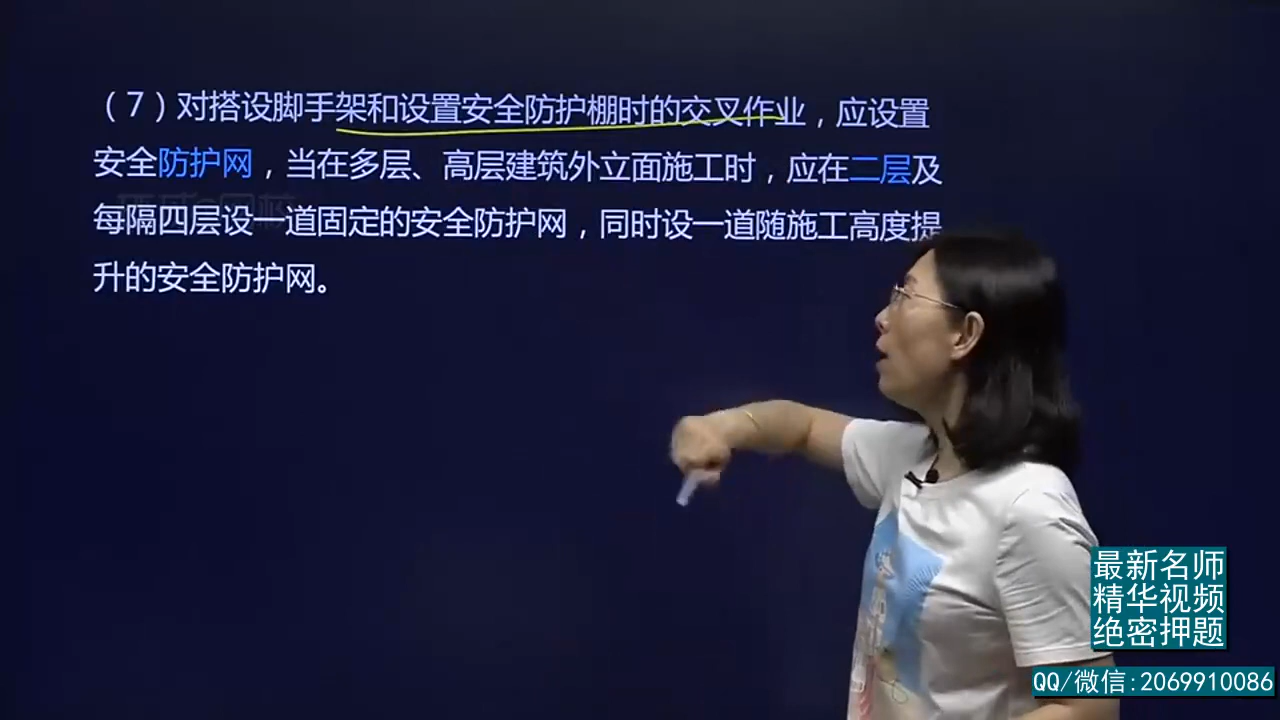 （7）对搭设脚手架和设置安全防护棚时的交叉作业，应设置
安全防护网，当在多层、高层建筑外立面施工时，应在二层及
每隔四层设一道固定的安全防护网，同时设一道随施工高度提
升的安全防护网。
最新名师
精华视频
绝密押题
QQ/微信:2069910086